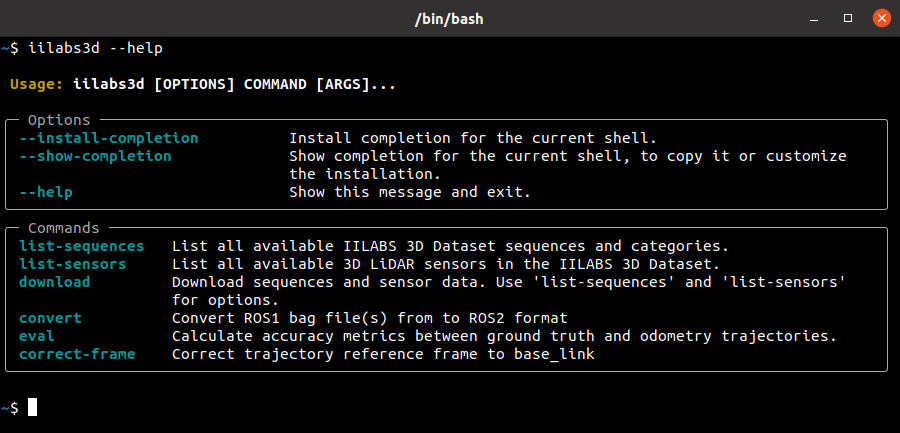 /bin/bash
~$ iilabs3d --help
Usage: iilabs3d [OPTIONS] COMMAND [ARGS]...
Options
--install-completion Install completion for the current shell.
--show-completion Show completion for the current shell, to copy it or customize
the installation.
--help Show this message and exit.
Commands
list-sequences List all available IILABS 3D Dataset sequences and categories.
list-sensors List all available 3D LiDAR sensors in the IILABS 3D Dataset.
download Download sequences and sensor data. Use 'list-sequences' and 'list-sensors'
for options.
convert Convert ROS1 bag file(s) from to ROS2 format
eval Calculate accuracy metrics between ground truth and odometry trajectories.
correct-frame Correct trajectory reference frame to base_link
~$